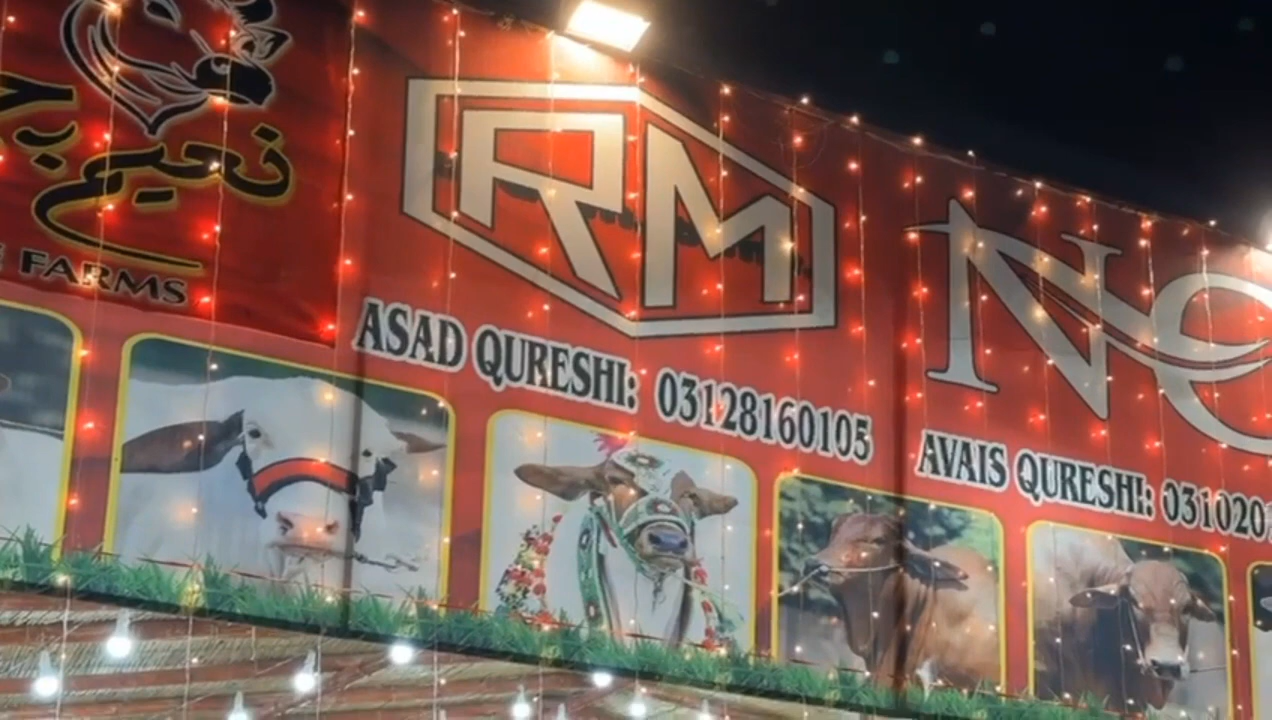 نعیم
FARMS
RM
ASAD QURESHI: 03128160105
AVAIS QURESHI: